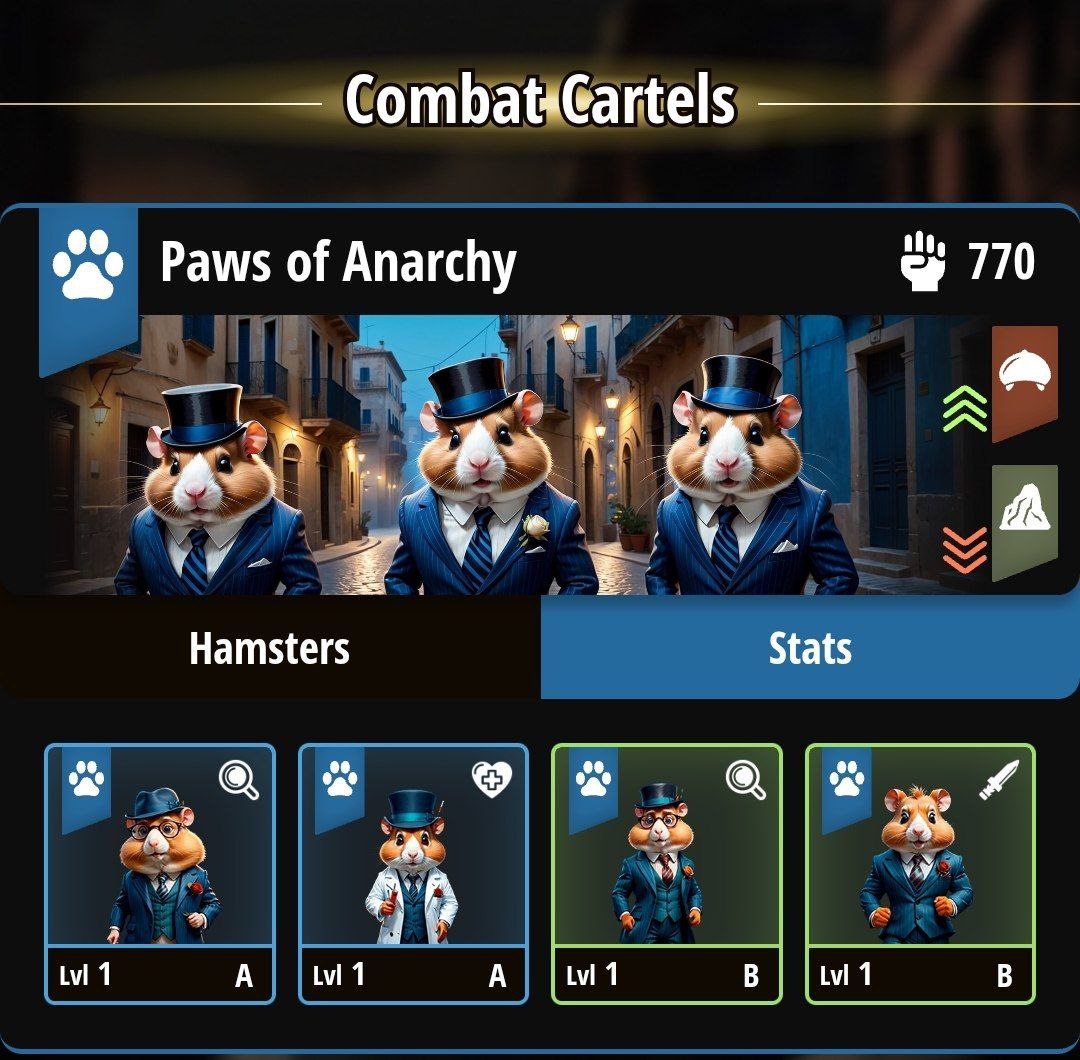 Combat Cartels
Paws of Anarchy
770
Hamsters
Stats
Lvl 1 A
Lvl 1 A
Lvl 1 B
Lvl 1 B